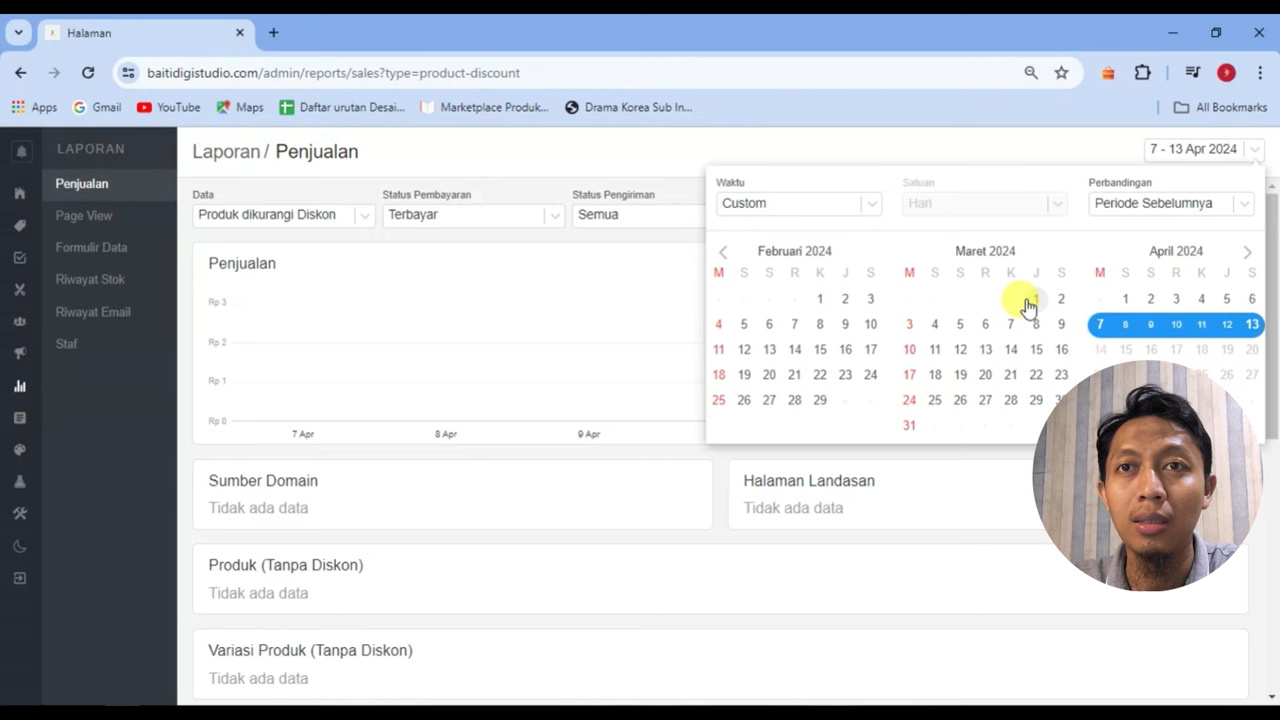 Halaman
baitidigistudio.com/admin/reports/sales?type=product-discount
Apps Gmail YouTube Maps Daftar urutan Desai... Marketplace Produk... Drama Korea Sub In... All Bookmarks
LAPORAN
Penjualan
Page View
Formulir Data
Riwayat Stok
Riwayat Email
Staf
Laporan / Penjualan
7 - 13 Apr 2024
Data
Produk dikurangi Diskon
Status Pembayaran
Terbayar
Status Pengiriman
Semua
Waktu
Custom
Satuan
Hari
Perbandingan
Periode Sebelumnya
Februari 2024
M S S R K J S
1 2 3
4 5 6 7 8 9 10
11 12 13 14 15 16 17
18 19 20 21 22 23 24
25 26 27 28 29
Maret 2024
M S S R K J S
1 2
3 4 5 6 7 8 9
10 11 12 13 14 15 16
17 18 19 20 21 22 23
24 25 26 27 28 29
31
April 2024
M S S R K J S
1 2 3 4 5 6
7 8 9 10 11 12 13
14 15 16 17 18 19 20
26 27
Penjualan
Rp 3
Rp 2
Rp 1
Rp 0
7 Apr 8 Apr 9 Apr
Sumber Domain
Tidak ada data
Halaman Landasan
Tidak ada data
Produk (Tanpa Diskon)
Tidak ada data
Variasi Produk (Tanpa Diskon)
Tidak ada data